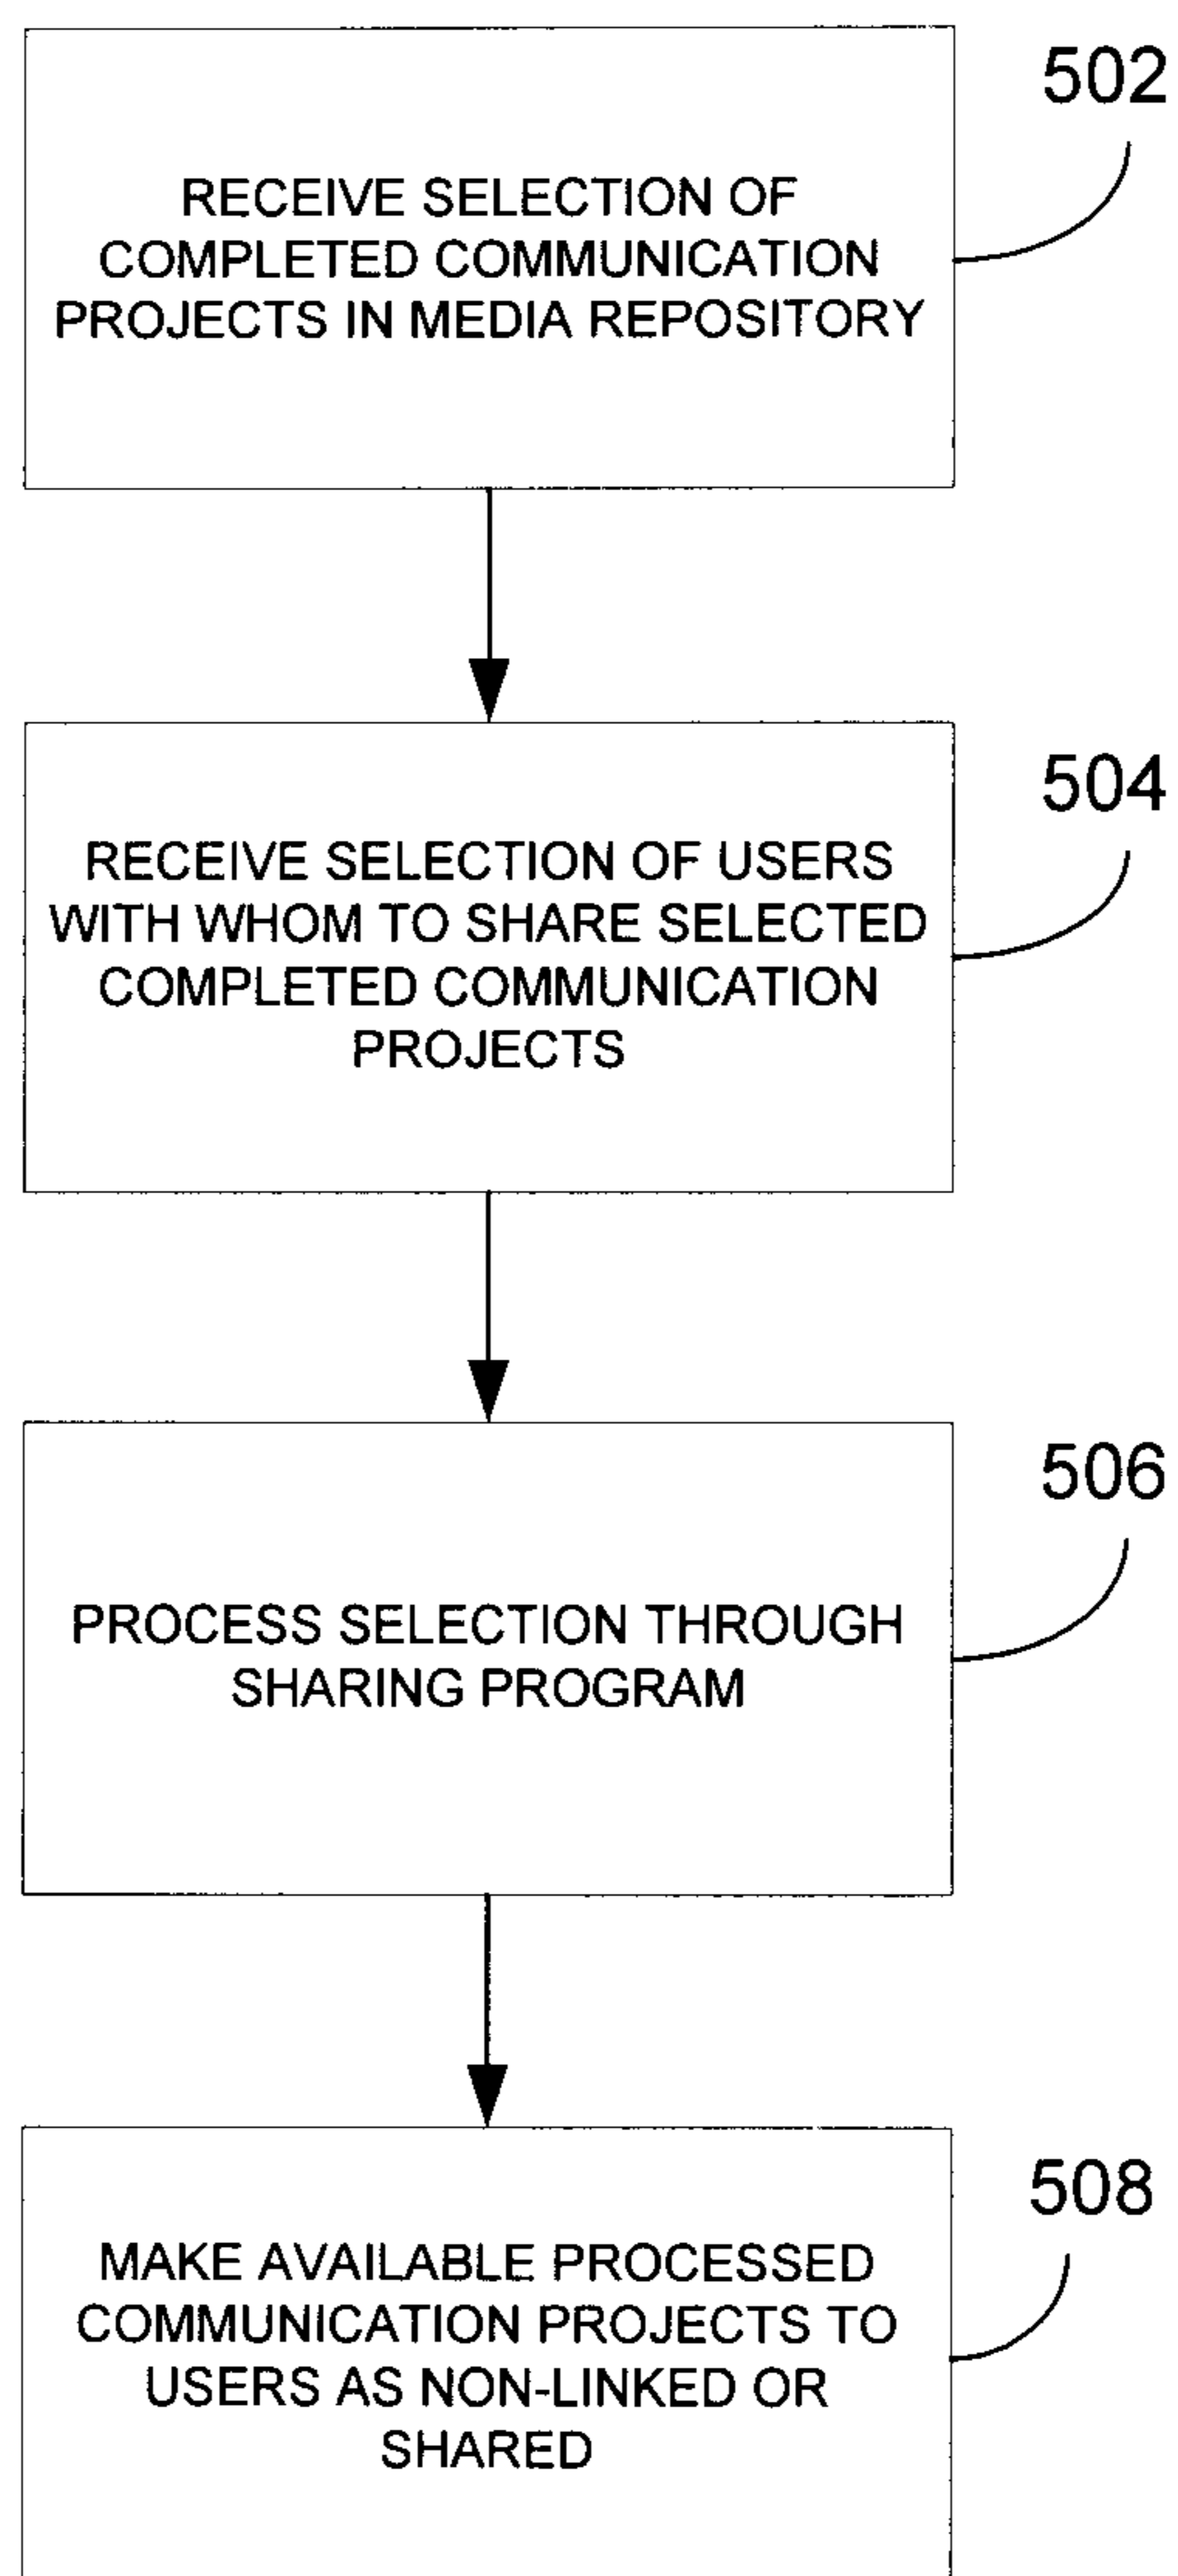 502
RECEIVE SELECTION OF
COMPLETED COMMUNICATION
PROJECTS IN MEDIA REPOSITORY
504
RECEIVE SELECTION OF USERS
WITH WHOM TO SHARE SELECTED
COMPLETED COMMUNICATION
PROJECTS
506
PROCESS SELECTION THROUGH
SHARING PROGRAM
508
MAKE AVAILABLE PROCESSED
COMMUNICATION PROJECTS TO
USERS AS NON-LINKED OR
SHARED